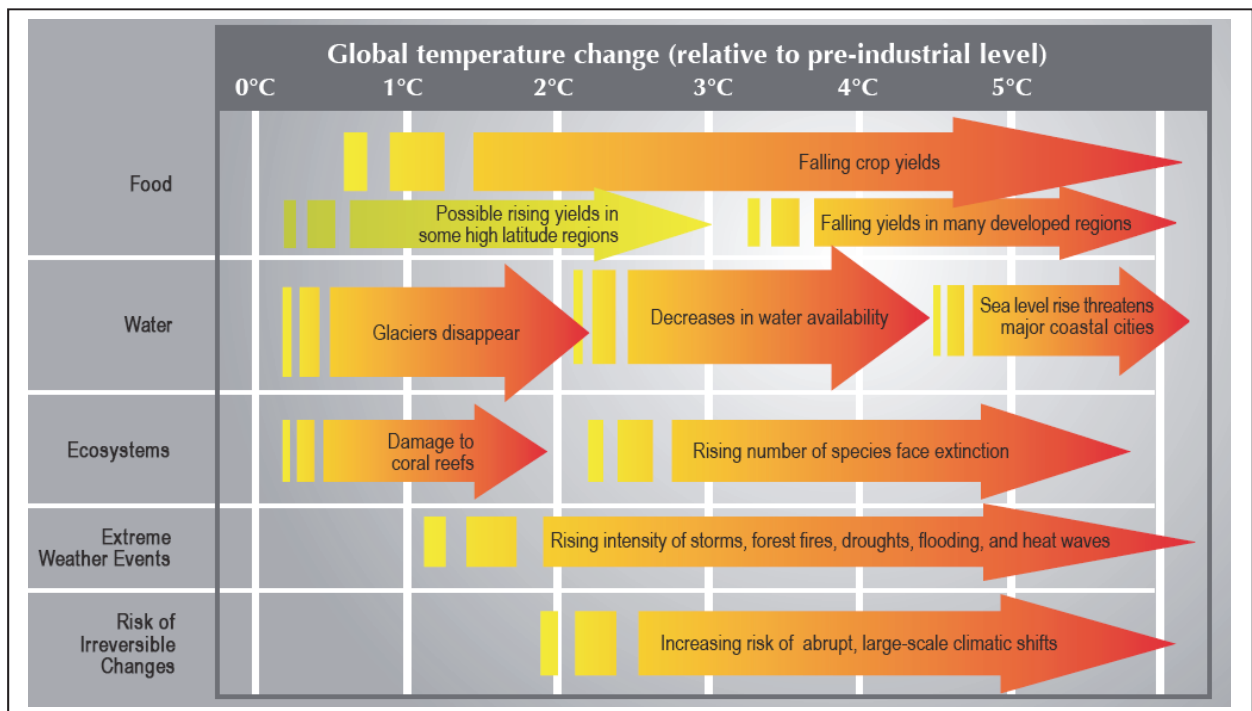 Global temperature change (relative to pre-industrial level)
0°C 1°C 2°C 3°C 4°C 5°C
Food
Falling crop yields
Possible rising yields in
some high latitude regions
Falling yields in many developed regions
Water
Glaciers disappear
Decreases in water availability
Sea level rise threatens
major coastal cities
Ecosystems
Damage to
coral reefs
Rising number of species face extinction
Extreme
Weather Events
Rising intensity of storms, forest fires, droughts, flooding, and heat waves
Risk of
Irreversible
Changes
Increasing risk of abrupt, large-scale climatic shifts